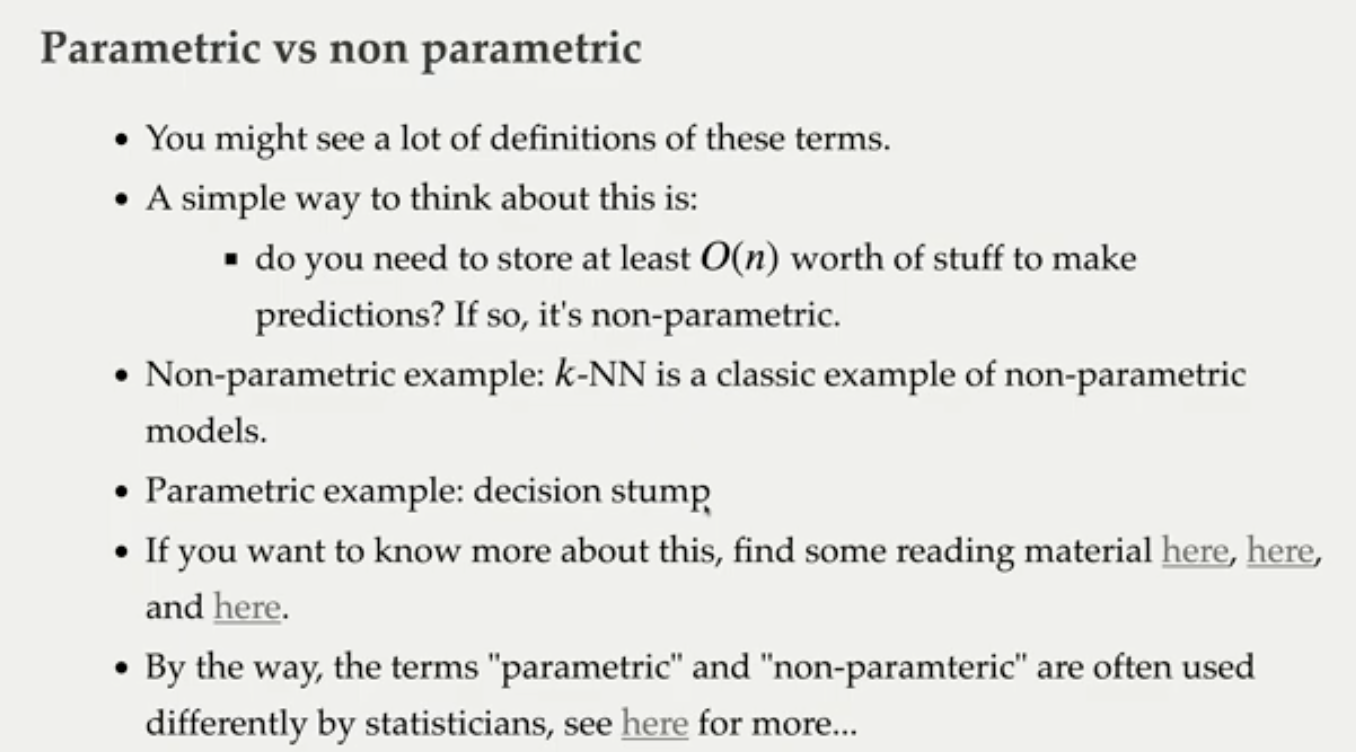 Parametric vs non parametric
• You might see a lot of definitions of these terms.
• A simple way to think about this is:
▪ do you need to store at least O(n) worth of stuff to make
predictions? If so, it's non-parametric.
• Non-parametric example: k-NN is a classic example of non-parametric
models.
• Parametric example: decision stump
• If you want to know more about this, find some reading material here, here,
and here.
• By the way, the terms "parametric" and "non-paramteric" are often used
differently by statisticians, see here for more...